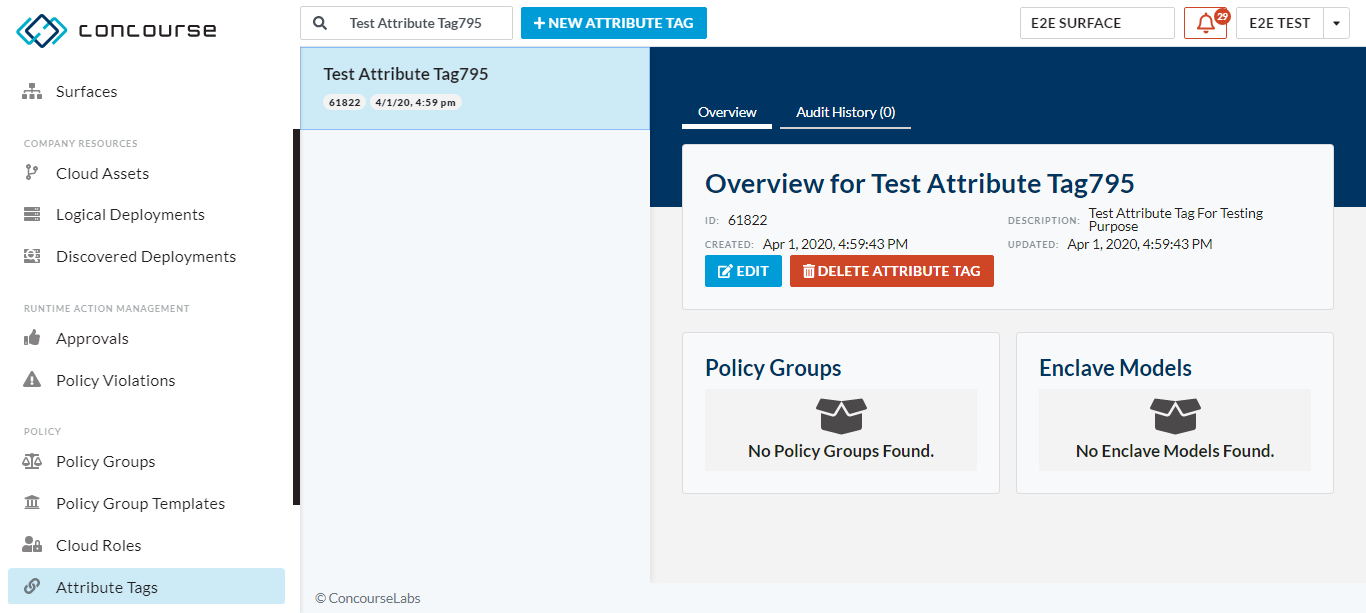 concourse
Test Attribute Tag795
NEW ATTRIBUTE TAG
E2E SURFACE
29
E2E TEST
Surfaces
COMPANY RESOURCES
Cloud Assets
Logical Deployments
Discovered Deployments
RUNTIME ACTION MANAGEMENT
Approvals
Policy Violations
POLICY
Policy Groups
Policy Group Templates
Cloud Roles
Attribute Tags
Test Attribute Tag795
61822 4/1/20, 4:59 pm
Overview Audit History (0)
Overview for Test Attribute Tag795
ID: 61822
DESCRIPTION: Test Attribute Tag For Testing
Purpose
CREATED: Apr 1, 2020, 4:59:43 PM
UPDATED: Apr 1, 2020, 4:59:43 PM
EDIT
DELETE ATTRIBUTE TAG
Policy Groups
No Policy Groups Found.
Enclave Models
No Enclave Models Found.
© ConcourseLabs